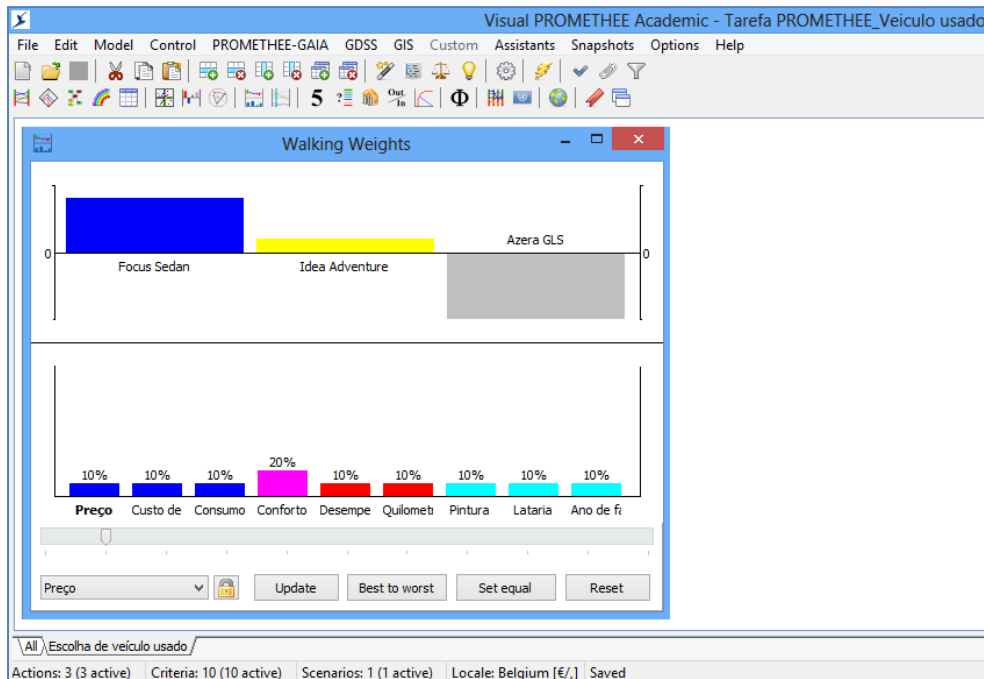 Visual PROMETHEE Academic - Tarefa PROMETHEE_Veiculo usado
File Edit Model Control PROMETHEE-GAIA GDSS GIS Custom Assistants Snapshots Options Help
5 ?
Out
in
Φ
Walking Weights
Azera GLS
0 0
Focus Sedan Idea Adventure
20%
10% 10% 10% 10% 10% 10% 10% 10%
Preço Custo de Consumo Conforto Desempe Quilometi Pintura Lataria Ano de fa
Preço Update Best to worst Set equal Reset
All Escolha de veículo usado
Actions: 3 (3 active) Criteria: 10 (10 active) Scenarios: 1 (1 active) Locale: Belgium [€/,] Saved